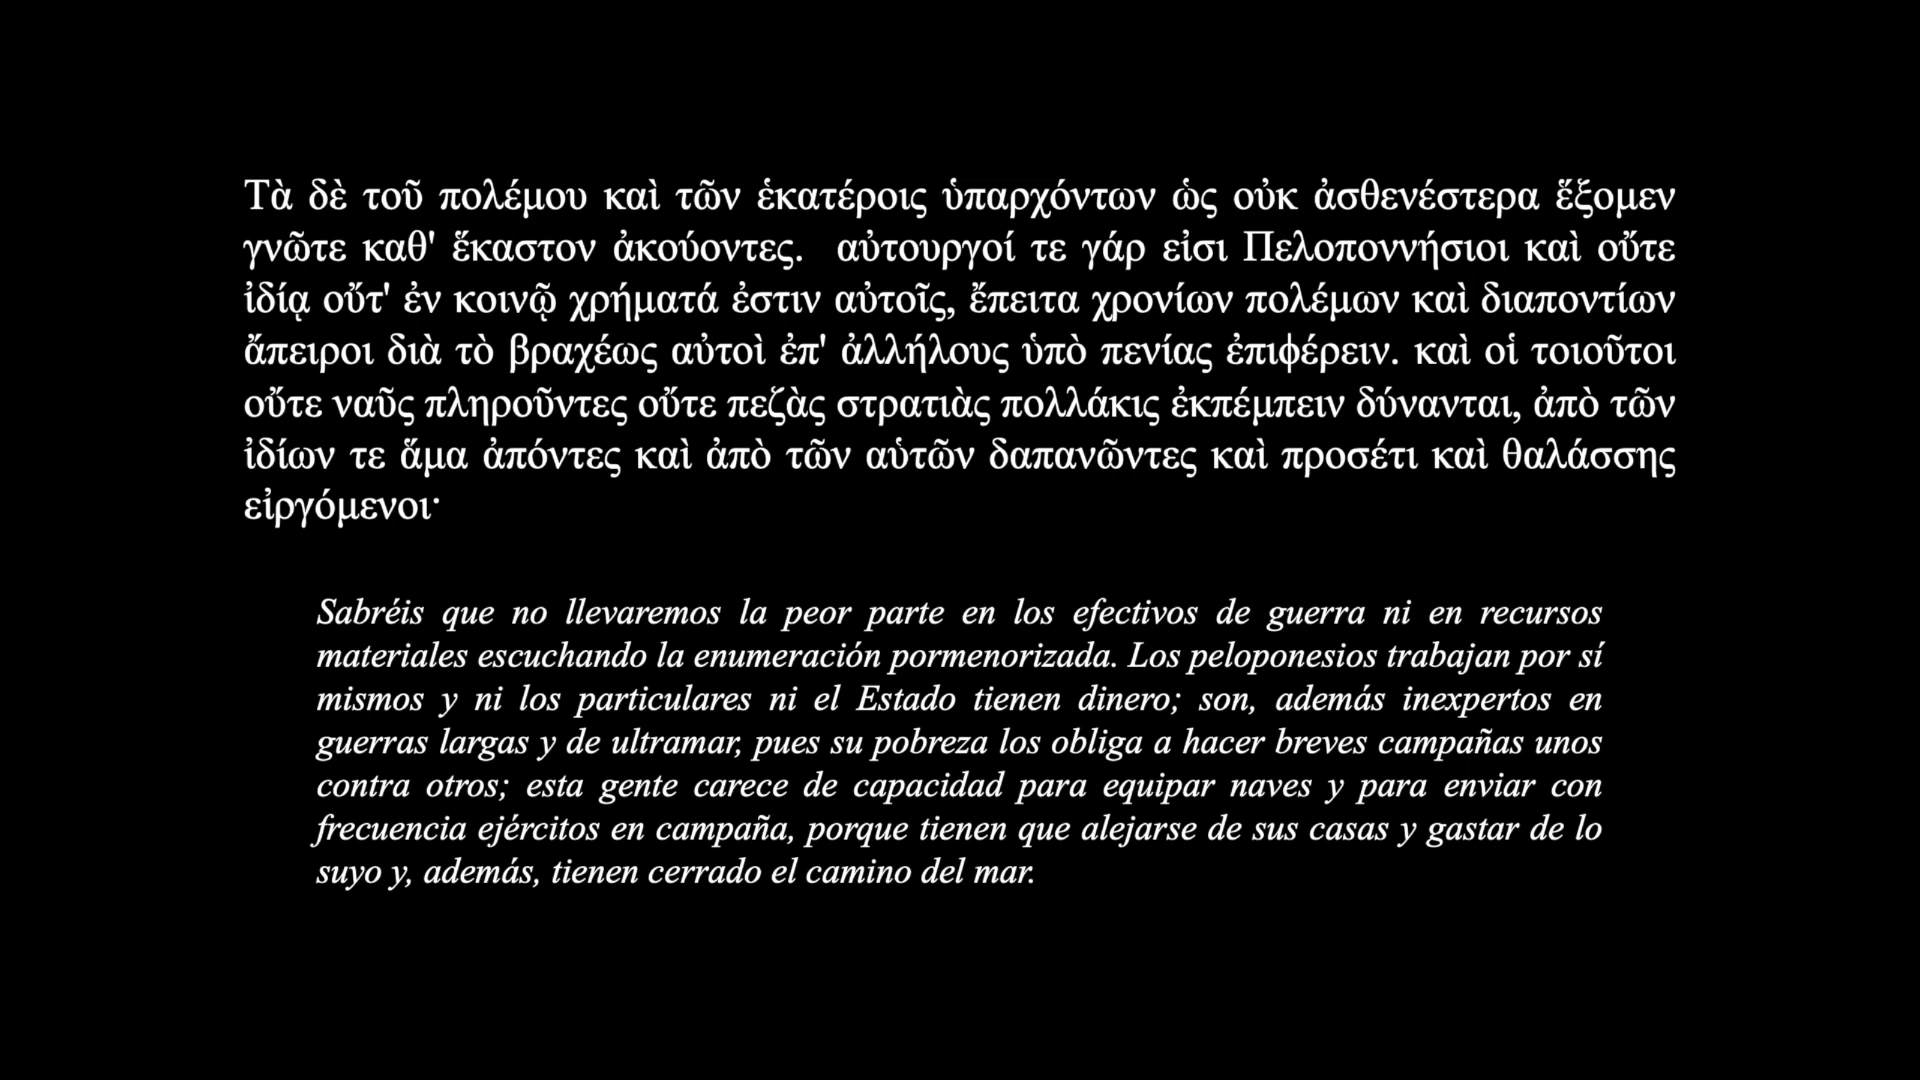 Τὰ δὲ τοῦ πολέμου καὶ τῶν ἑκατέροις ὑπαρχόντων ὡς οὐκ ἀσθενέστερα ἕξομεν
γνῶτε καθ' ἕκαστον ἀκούοντες.  αὐτουργοί τε γάρ εἰσι Πελοποννήσιοι καὶ οὔτε
ἰδίᾳ οὔτ' ἐν κοινῷ χρήματά ἐστιν αὐτοῖς, ἔπειτα χρονίων πολέμων καὶ διαποντίων
ἄπειροι διὰ τὸ βραχέως αὐτοὶ ἐπ' ἀλλήλους ὑπὸ πενίας ἐπιφέρειν. καὶ οἱ τοιοῦτοι
οὔτε ναῦς πληροῦντες οὔτε πεζὰς στρατιὰς πολλάκις ἐκπέμπειν δύνανται, ἀπὸ τῶν
ἰδίων τε ἅμα ἀπόντες καὶ ἀπὸ τῶν αὑτῶν δαπανῶντες καὶ προσέτι καὶ θαλάσσης
εἰργόμενοι·
Sabréis que no llevaremos la peor parte en los efectivos de guerra ni en recursos
materiales escuchando la enumeración pormenorizada. Los peloponesios trabajan por sí
mismos y ni los particulares ni el Estado tienen dinero; son, además inexpertos en
guerras largas y de ultramar, pues su pobreza los obliga a hacer breves campañas unos
contra otros; esta gente carece de capacidad para equipar naves y para enviar con
frecuencia ejércitos en campaña, porque tienen que alejarse de sus casas y gastar de lo
suyo y, además, tienen cerrado el camino del mar.